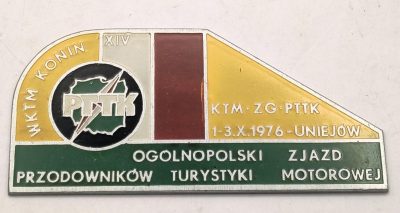 WKTM KONIN
XIV
PTTK
KTM · ZG · PTTK
1-3.X.1976 - UNIEJÓW
OGOLNOPOLSKI ZJAZD
PRZODOWNIKÓW TURYSTYKI MOTOROWEJ